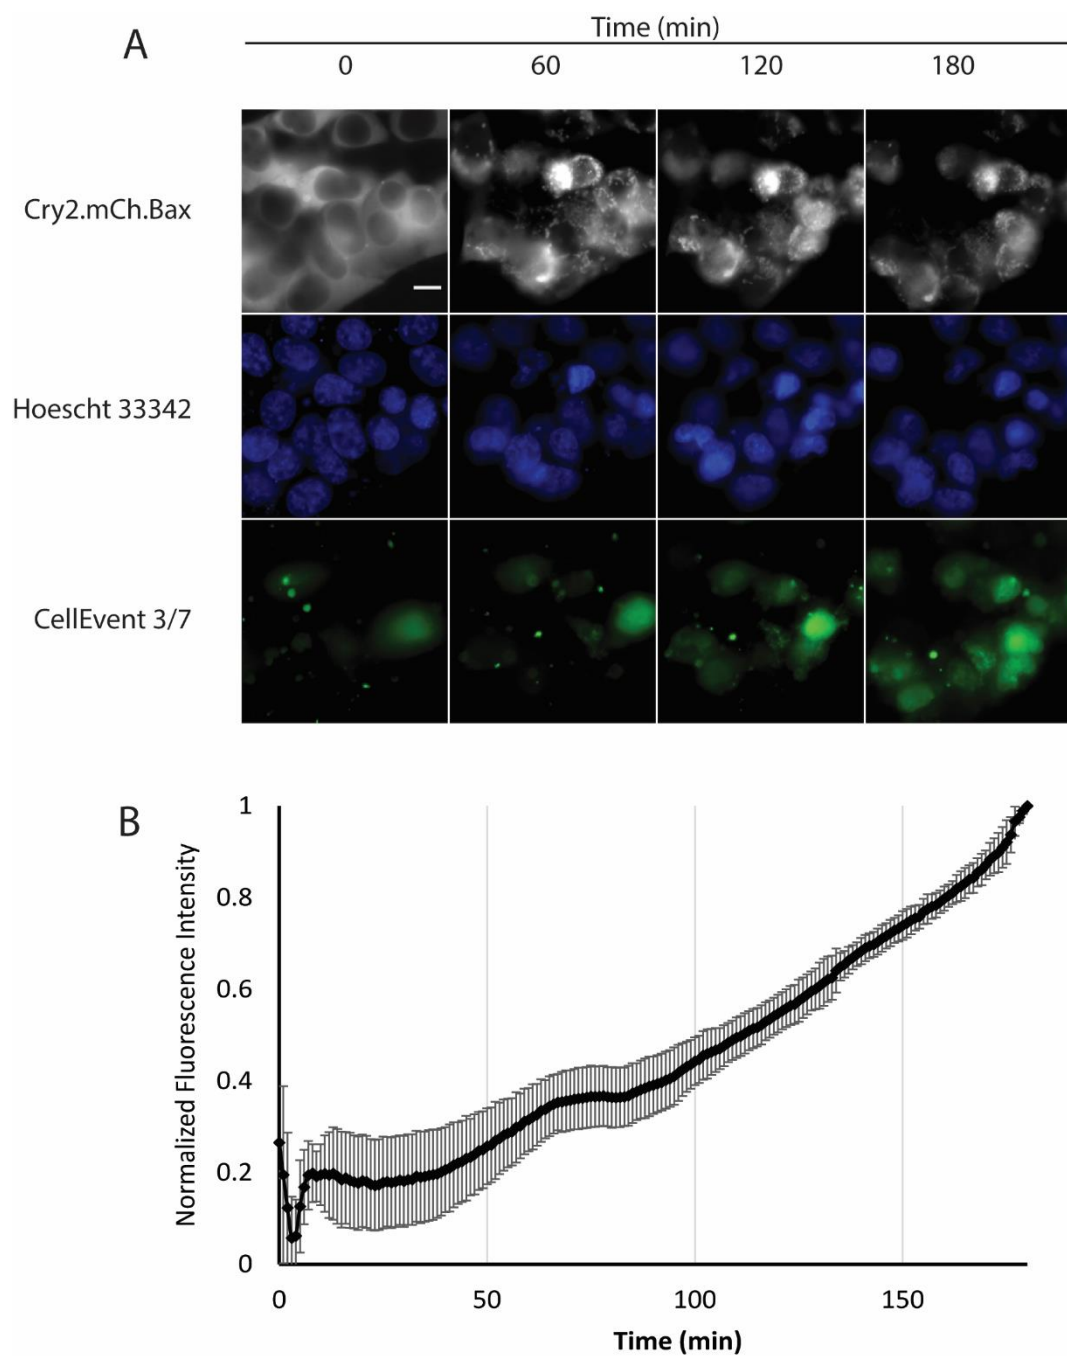 A
Time (min)
0 60 120 180
Cry2.mCh.Bax
Hoescht 33342
CellEvent 3/7
B
Normalized Fluorescence Intensity
1
0.8
0.6
0.4
0.2
0
0 50 100 150
Time (min)